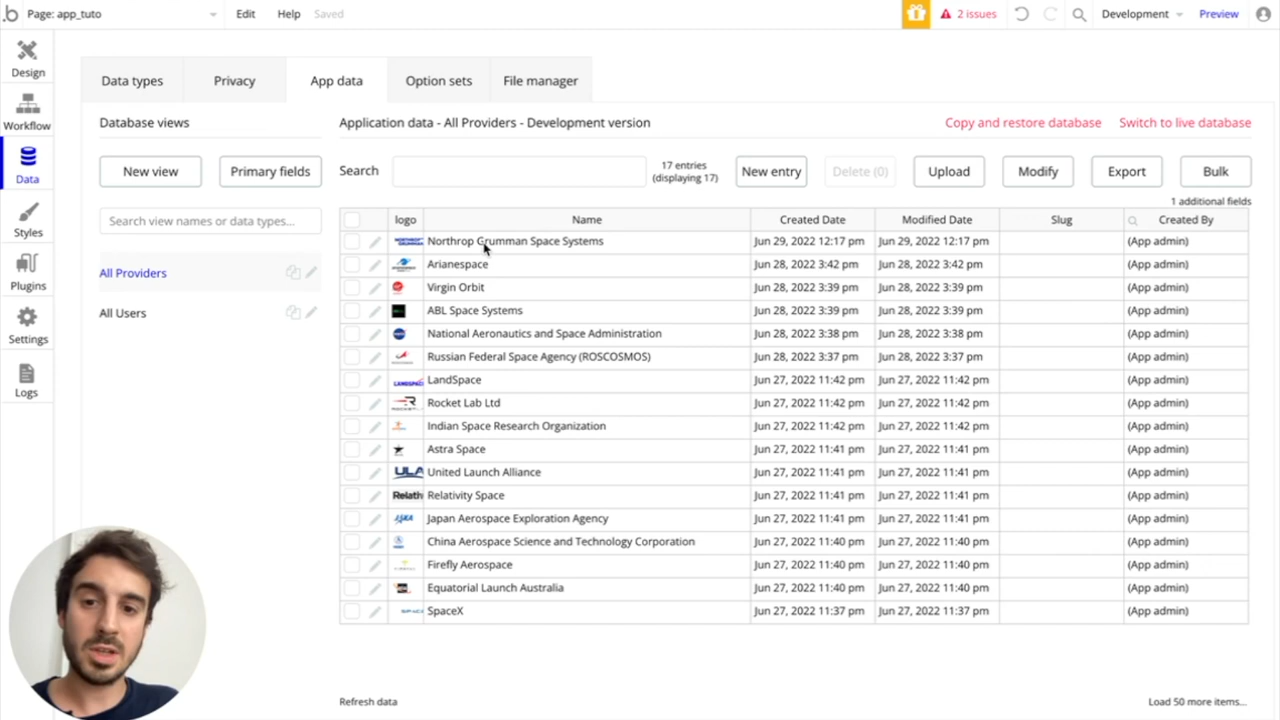 Page: app_tuto
Edit
Help
Saved
2 issues
Development
Preview
Design
Workflow
Data
Styles
Plugins
Settings
Logs
Data types
Privacy
App data
Option sets
File manager
Database views
New view
Primary fields
Search view names or data types...
All Providers
All Users
Application data - All Providers - Development version
Copy and restore database
Switch to live database
Search
17 entries
(displaying 17)
New entry
Delete (0)
Upload
Modify
Export
Bulk
1 additional fields
logo Name Created Date Modified Date Slug Created By
Northrop Grumman Space Systems Jun 29, 2022 12:17 pm Jun 29, 2022 12:17 pm (App admin)
Arianespace Jun 28, 2022 3:42 pm Jun 28, 2022 3:42 pm (App admin)
Virgin Orbit Jun 28, 2022 3:39 pm Jun 28, 2022 3:39 pm (App admin)
ABL Space Systems Jun 28, 2022 3:39 pm Jun 28, 2022 3:39 pm (App admin)
National Aeronautics and Space Administration Jun 28, 2022 3:38 pm Jun 28, 2022 3:38 pm (App admin)
Russian Federal Space Agency (ROSCOSMOS) Jun 28, 2022 3:37 pm Jun 28, 2022 3:37 pm (App admin)
LandSpace Jun 27, 2022 11:42 pm Jun 27, 2022 11:42 pm (App admin)
Rocket Lab Ltd Jun 27, 2022 11:42 pm Jun 27, 2022 11:42 pm (App admin)
Indian Space Research Organization Jun 27, 2022 11:42 pm Jun 27, 2022 11:42 pm (App admin)
Astra Space Jun 27, 2022 11:41 pm Jun 27, 2022 11:41 pm (App admin)
ULA United Launch Alliance Jun 27, 2022 11:41 pm Jun 27, 2022 11:41 pm (App admin)
Relativity Space Jun 27, 2022 11:41 pm Jun 27, 2022 11:41 pm (App admin)
Japan Aerospace Exploration Agency Jun 27, 2022 11:41 pm Jun 27, 2022 11:41 pm (App admin)
China Aerospace Science and Technology Corporation Jun 27, 2022 11:40 pm Jun 27, 2022 11:40 pm (App admin)
Firefly Aerospace Jun 27, 2022 11:40 pm Jun 27, 2022 11:40 pm (App admin)
Equatorial Launch Australia Jun 27, 2022 11:40 pm Jun 27, 2022 11:40 pm (App admin)
SpaceX Jun 27, 2022 11:37 pm Jun 27, 2022 11:37 pm (App admin)
Refresh data
Load 50 more items...